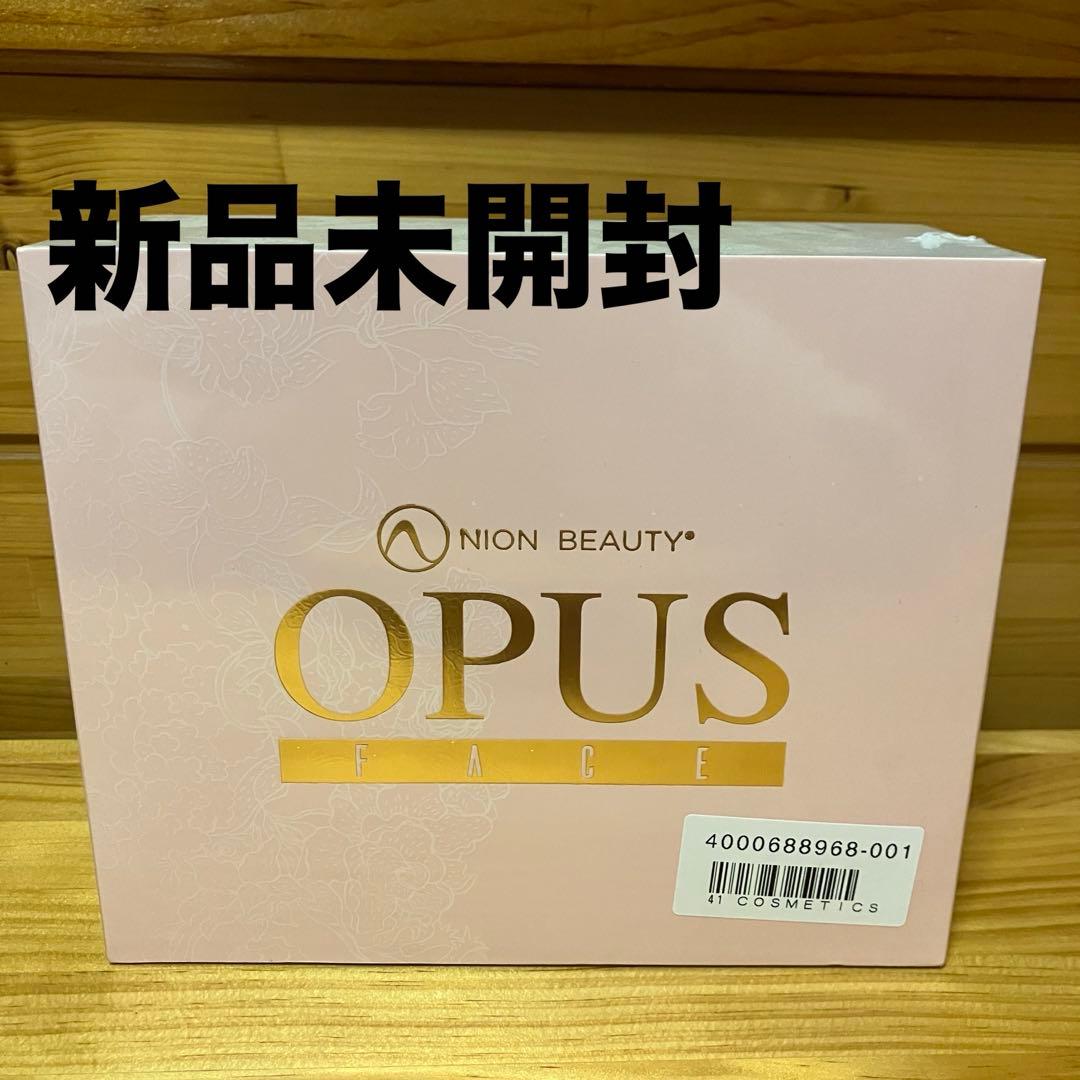 新品未開封
NION BEAUTY®
OPUS
FACE
4000688968-001
41 COSMETICS